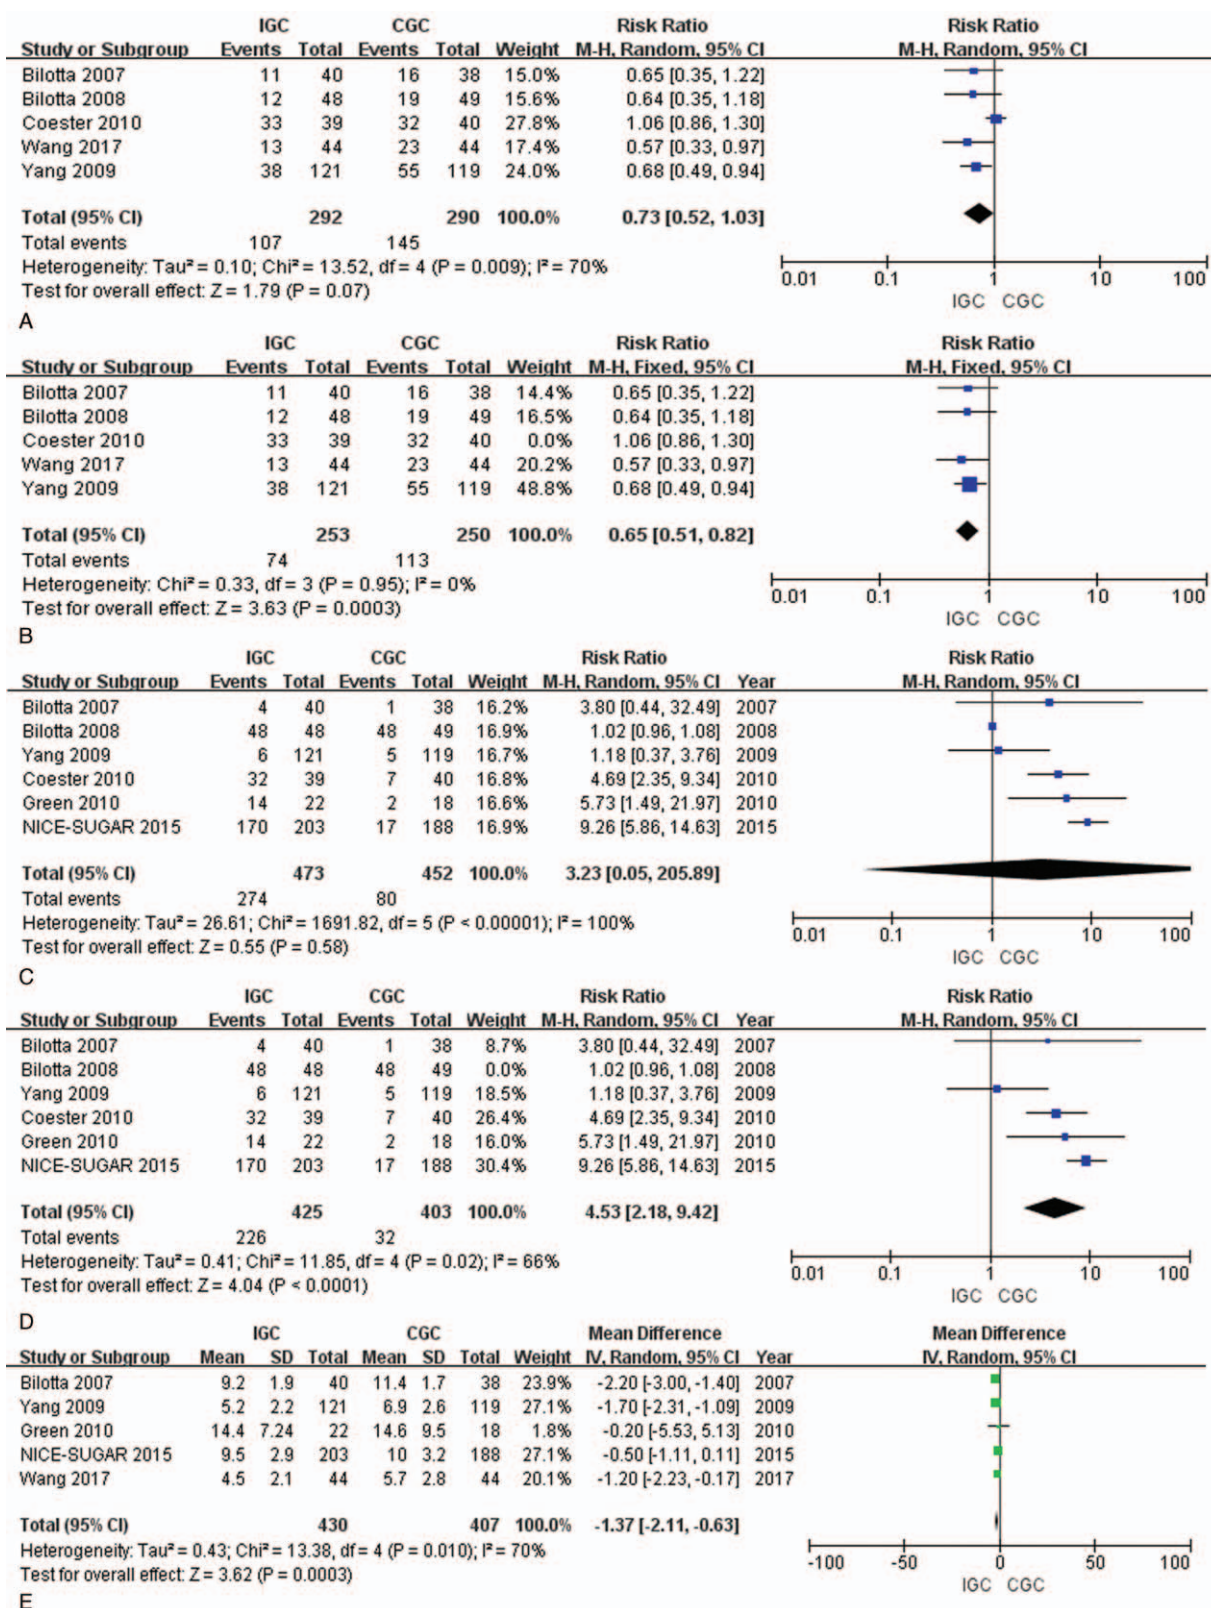 IGC CGC Risk Ratio Risk Ratio
Study or Subgroup Events Total Events Total Weight M-H, Random, 95% CI M-H, Random, 95% CI
Bilotta 2007 11 40 16 38 15.0% 0.65 [0.35, 1.22]
Bilotta 2008 12 48 19 49 15.6% 0.64 [0.35, 1.18]
Coester 2010 33 39 32 40 27.8% 1.06 [0.86, 1.30]
Wang 2017 13 44 23 44 17.4% 0.57 [0.33, 0.97]
Yang 2009 38 121 55 119 24.0% 0.68 [0.49, 0.94]
Total (95% CI) 292 290 100.0% 0.73 [0.52, 1.03]
Total events 107 145
Heterogeneity: Tau² = 0.10; Chi² = 13.52, df = 4 (P = 0.009); I² = 70%
Test for overall effect: Z = 1.79 (P = 0.07)
0.01 0.1 1 10 100
IGC CGC
A
IGC CGC Risk Ratio Risk Ratio
Study or Subgroup Events Total Events Total Weight M-H, Fixed, 95% CI M-H, Fixed, 95% CI
Bilotta 2007 11 40 16 38 14.4% 0.65 [0.35, 1.22]
Bilotta 2008 12 48 19 49 16.5% 0.64 [0.35, 1.18]
Coester 2010 33 39 32 40 0.0% 1.06 [0.86, 1.30]
Wang 2017 13 44 23 44 20.2% 0.57 [0.33, 0.97]
Yang 2009 38 121 55 119 48.8% 0.68 [0.49, 0.94]
Total (95% CI) 253 250 100.0% 0.65 [0.51, 0.82]
Total events 74 113
Heterogeneity: Chi² = 0.33, df = 3 (P = 0.95); I² = 0%
Test for overall effect: Z = 3.63 (P = 0.0003)
0.01 0.1 1 10 100
IGC CGC
B
IGC CGC Risk Ratio Risk Ratio
Study or Subgroup Events Total Events Total Weight M-H, Random, 95% CI Year M-H, Random, 95% CI
Bilotta 2007 4 40 1 38 16.2% 3.80 [0.44, 32.49] 2007
Bilotta 2008 48 48 48 49 16.9% 1.02 [0.96, 1.08] 2008
Yang 2009 6 121 5 119 16.7% 1.18 [0.37, 3.76] 2009
Coester 2010 32 39 7 40 16.8% 4.69 [2.35, 9.34] 2010
Green 2010 14 22 2 18 16.6% 5.73 [1.49, 21.97] 2010
NICE-SUGAR 2015 170 203 17 188 16.9% 9.26 [5.86, 14.63] 2015
Total (95% CI) 473 452 100.0% 3.23 [0.05, 205.89]
Total events 274 80
Heterogeneity: Tau² = 26.61; Chi² = 1691.82, df = 5 (P < 0.00001); I² = 100%
Test for overall effect: Z = 0.55 (P = 0.58)
0.01 0.1 1 10 100
IGC CGC
C
IGC CGC Risk Ratio Risk Ratio
Study or Subgroup Events Total Events Total Weight M-H, Random, 95% CI Year M-H, Random, 95% CI
Bilotta 2007 4 40 1 38 8.7% 3.80 [0.44, 32.49] 2007
Bilotta 2008 48 48 48 49 0.0% 1.02 [0.96, 1.08] 2008
Yang 2009 6 121 5 119 18.5% 1.18 [0.37, 3.76] 2009
Coester 2010 32 39 7 40 26.4% 4.69 [2.35, 9.34] 2010
Green 2010 14 22 2 18 16.0% 5.73 [1.49, 21.97] 2010
NICE-SUGAR 2015 170 203 17 188 30.4% 9.26 [5.86, 14.63] 2015
Total (95% CI) 425 403 100.0% 4.53 [2.18, 9.42]
Total events 226 32
Heterogeneity: Tau² = 0.41; Chi² = 11.85, df = 4 (P = 0.02); I² = 66%
Test for overall effect: Z = 4.04 (P < 0.0001)
0.01 0.1 1 10 100
IGC CGC
D
IGC CGC Mean Difference Mean Difference
Study or Subgroup Mean SD Total Mean SD Total Weight IV, Random, 95% CI Year IV, Random, 95% CI
Bilotta 2007 9.2 1.9 40 11.4 1.7 38 23.9% -2.20 [-3.00, -1.40] 2007
Yang 2009 5.2 2.2 121 6.9 2.6 119 27.1% -1.70 [-2.31, -1.09] 2009
Green 2010 14.4 7.24 22 14.6 9.5 18 1.8% -0.20 [-5.53, 5.13] 2010
NICE-SUGAR 2015 9.5 2.9 203 10 3.2 188 27.1% -0.50 [-1.11, 0.11] 2015
Wang 2017 4.5 2.1 44 5.7 2.8 44 20.1% -1.20 [-2.23, -0.17] 2017
Total (95% CI) 430 407 100.0% -1.37 [-2.11, -0.63]
Heterogeneity: Tau² = 0.43; Chi² = 13.38, df = 4 (P = 0.010); I² = 70%
Test for overall effect: Z = 3.62 (P = 0.0003)
-100 -50 0 50 100
IGC CGC
E